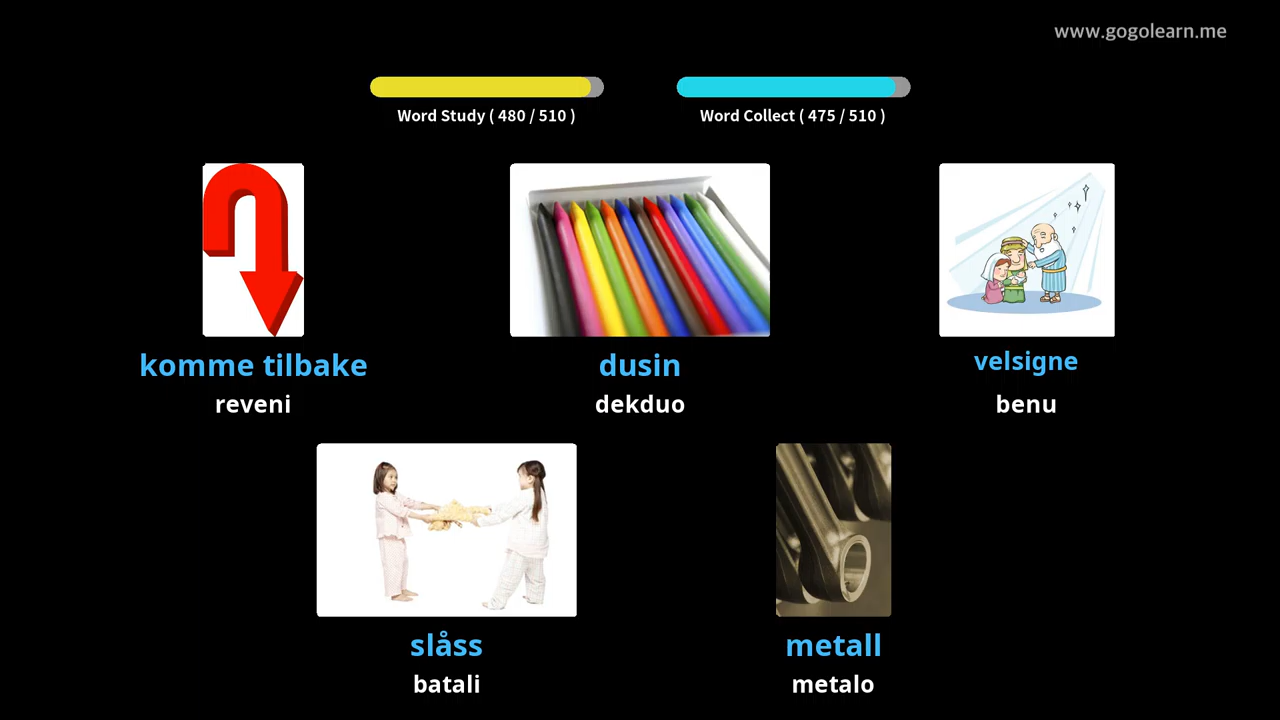 www.gogolearn.me
Word Study ( 480 / 510 )
Word Collect ( 475 / 510 )
komme tilbake
reveni
dusin
dekduo
velsigne
benu
slåss
batali
metall
metalo